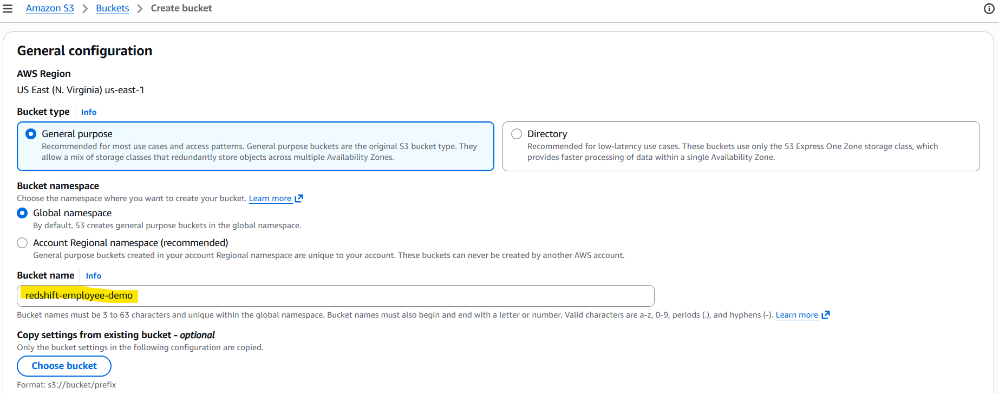 Amazon S3 > Buckets > Create bucket
General configuration
AWS Region
US East (N. Virginia) us-east-1
Bucket type Info
General purpose
Recommended for most use cases and access patterns. General purpose buckets are the original S3 bucket type. They
allow a mix of storage classes that redundantly store objects across multiple Availability Zones.
Directory
Recommended for low-latency use cases. These buckets use only the S3 Express One Zone storage class, which
provides faster processing of data within a single Availability Zone.
Bucket namespace
Choose the namespace where you want to create your bucket. Learn more
Global namespace
By default, S3 creates general purpose buckets in the global namespace.
Account Regional namespace (recommended)
General purpose buckets created in your account Regional namespace are unique to your account. These buckets can never be created by another AWS account.
Bucket name Info
redshift-employee-demo
Bucket names must be 3 to 63 characters and unique within the global namespace. Bucket names must also begin and end with a letter or number. Valid characters are a-z, 0-9, periods (.), and hyphens (-). Learn more
Copy settings from existing bucket - optional
Only the bucket settings in the following configuration are copied.
Choose bucket
Format: s3://bucket/prefix